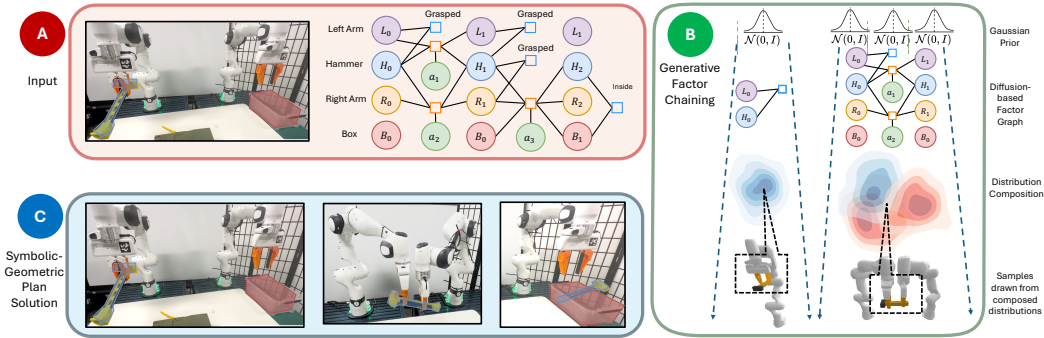 A
Input
Left Arm
Hammer
Right Arm
Box
Grasped
Grasped
Grasped
Inside
L₀
L₁
L₁
H₀
a₁
H₁
H₂
R₀
R₁
R₂
B₀
a₂
B₀
a₃
B₁
C
Symbolic-
Geometric
Plan
Solution
B
Generative
Factor
Chaining
𝒩(0, I)
𝒩(0, I)
𝒩(0, I)
𝒩(0, I)
L₀
H₀
L₀
L₁
H₀
a₁
H₁
R₀
R₁
B₀
a₂
B₀
Gaussian
Prior
Diffusion-
based
Factor
Graph
Distribution
Composition
Samples
drawn from
composed
distributions